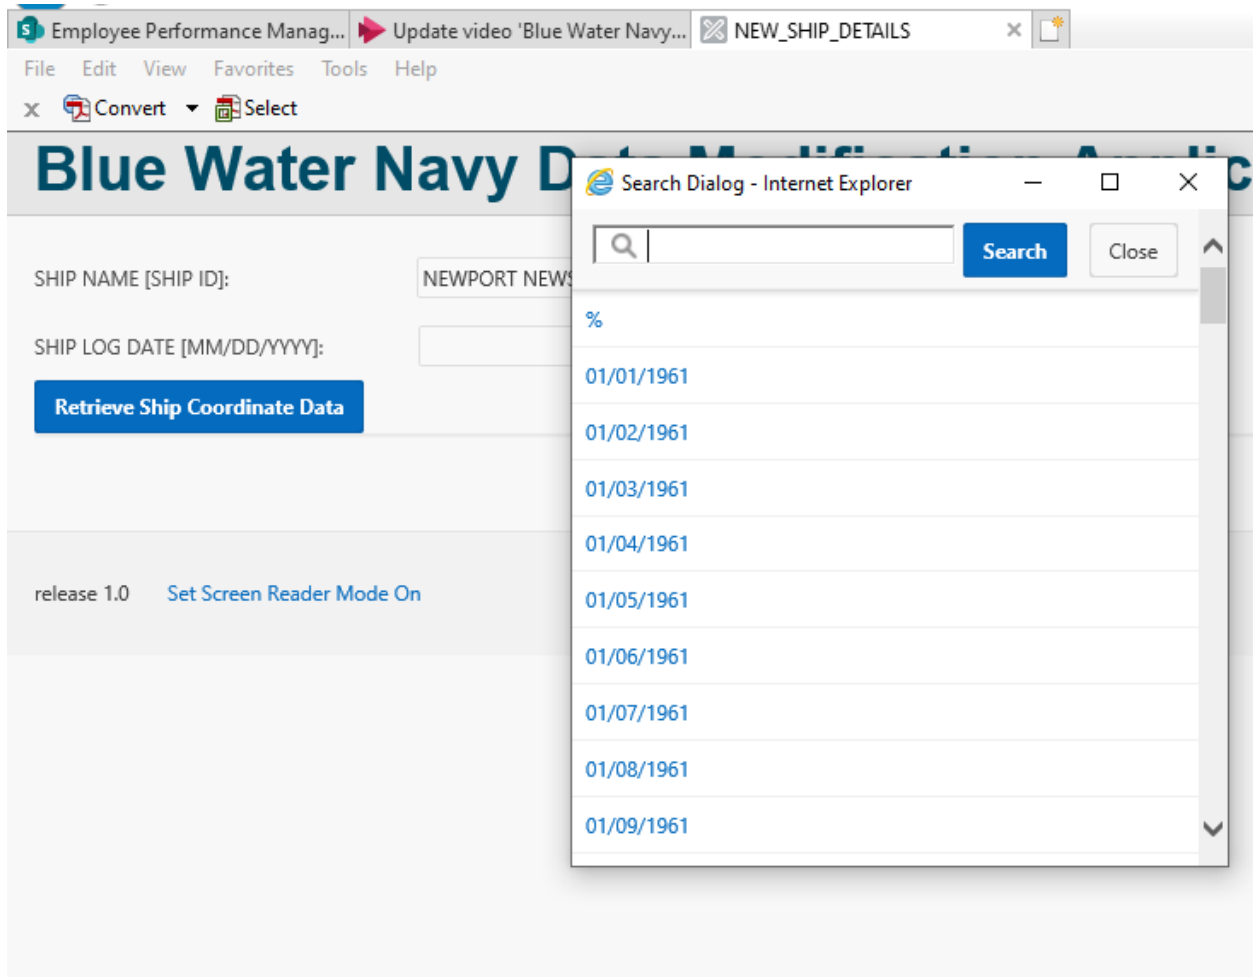 Employee Performance Manag... Update video 'Blue Water Navy... NEW_SHIP_DETAILS
File Edit View Favorites Tools Help
x Convert Select
Blue Water Navy
Search Dialog - Internet Explorer
Search Close
SHIP NAME [SHIP ID]: NEWPORT NEWS
SHIP LOG DATE [MM/DD/YYYY]:
Retrieve Ship Coordinate Data
%
01/01/1961
01/02/1961
01/03/1961
01/04/1961
01/05/1961
01/06/1961
01/07/1961
01/08/1961
01/09/1961
release 1.0 Set Screen Reader Mode On